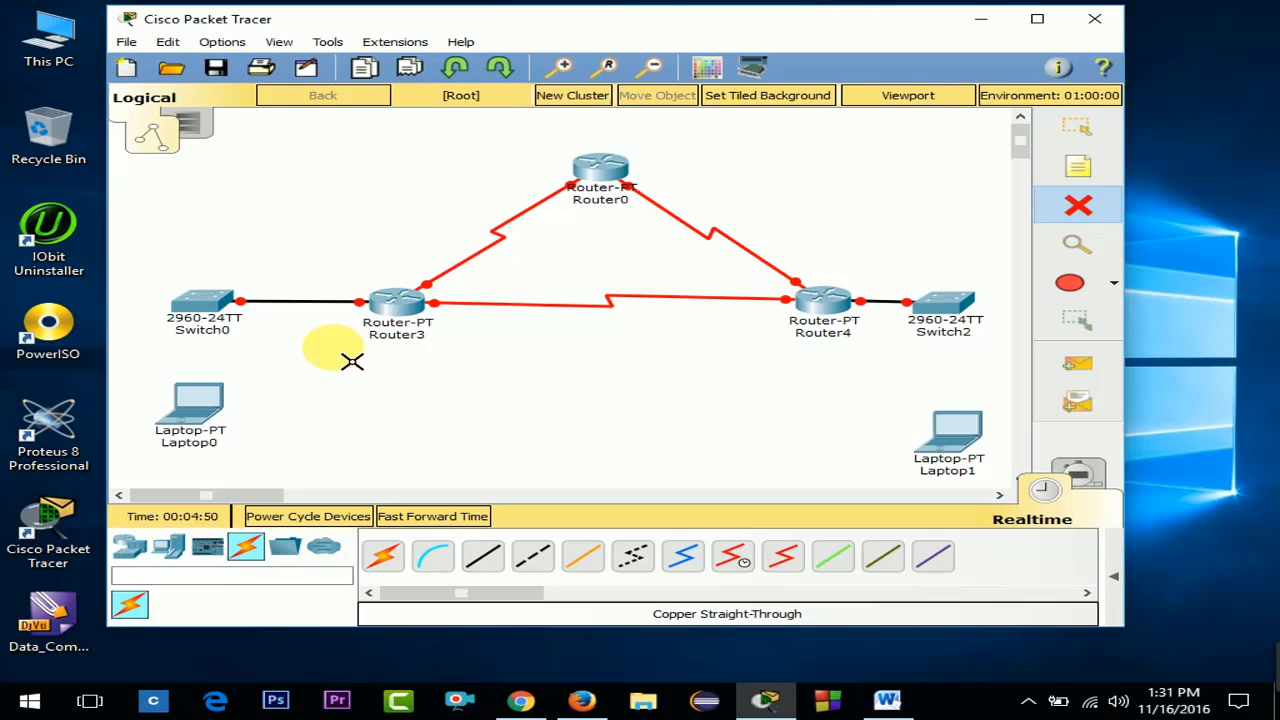 This PC
Recycle Bin
IObit
Uninstaller
PowerISO
Proteus 8
Professional
Cisco Packet
Tracer
DjVu
Data_Com...
Cisco Packet Tracer
File Edit Options View Tools Extensions Help
Logical Back [Root] New Cluster Move Object Set Tiled Background Viewport Environment: 01:00:00
Router-PT
Router0
2960-24TT
Switch0
Router-PT
Router3
Router-PT
Router4
2960-24TT
Switch2
Laptop-PT
Laptop0
Laptop-PT
Laptop1
Time: 00:04:50 Power Cycle Devices Fast Forward Time
Realtime
Copper Straight-Through
1:31 PM
11/16/2016